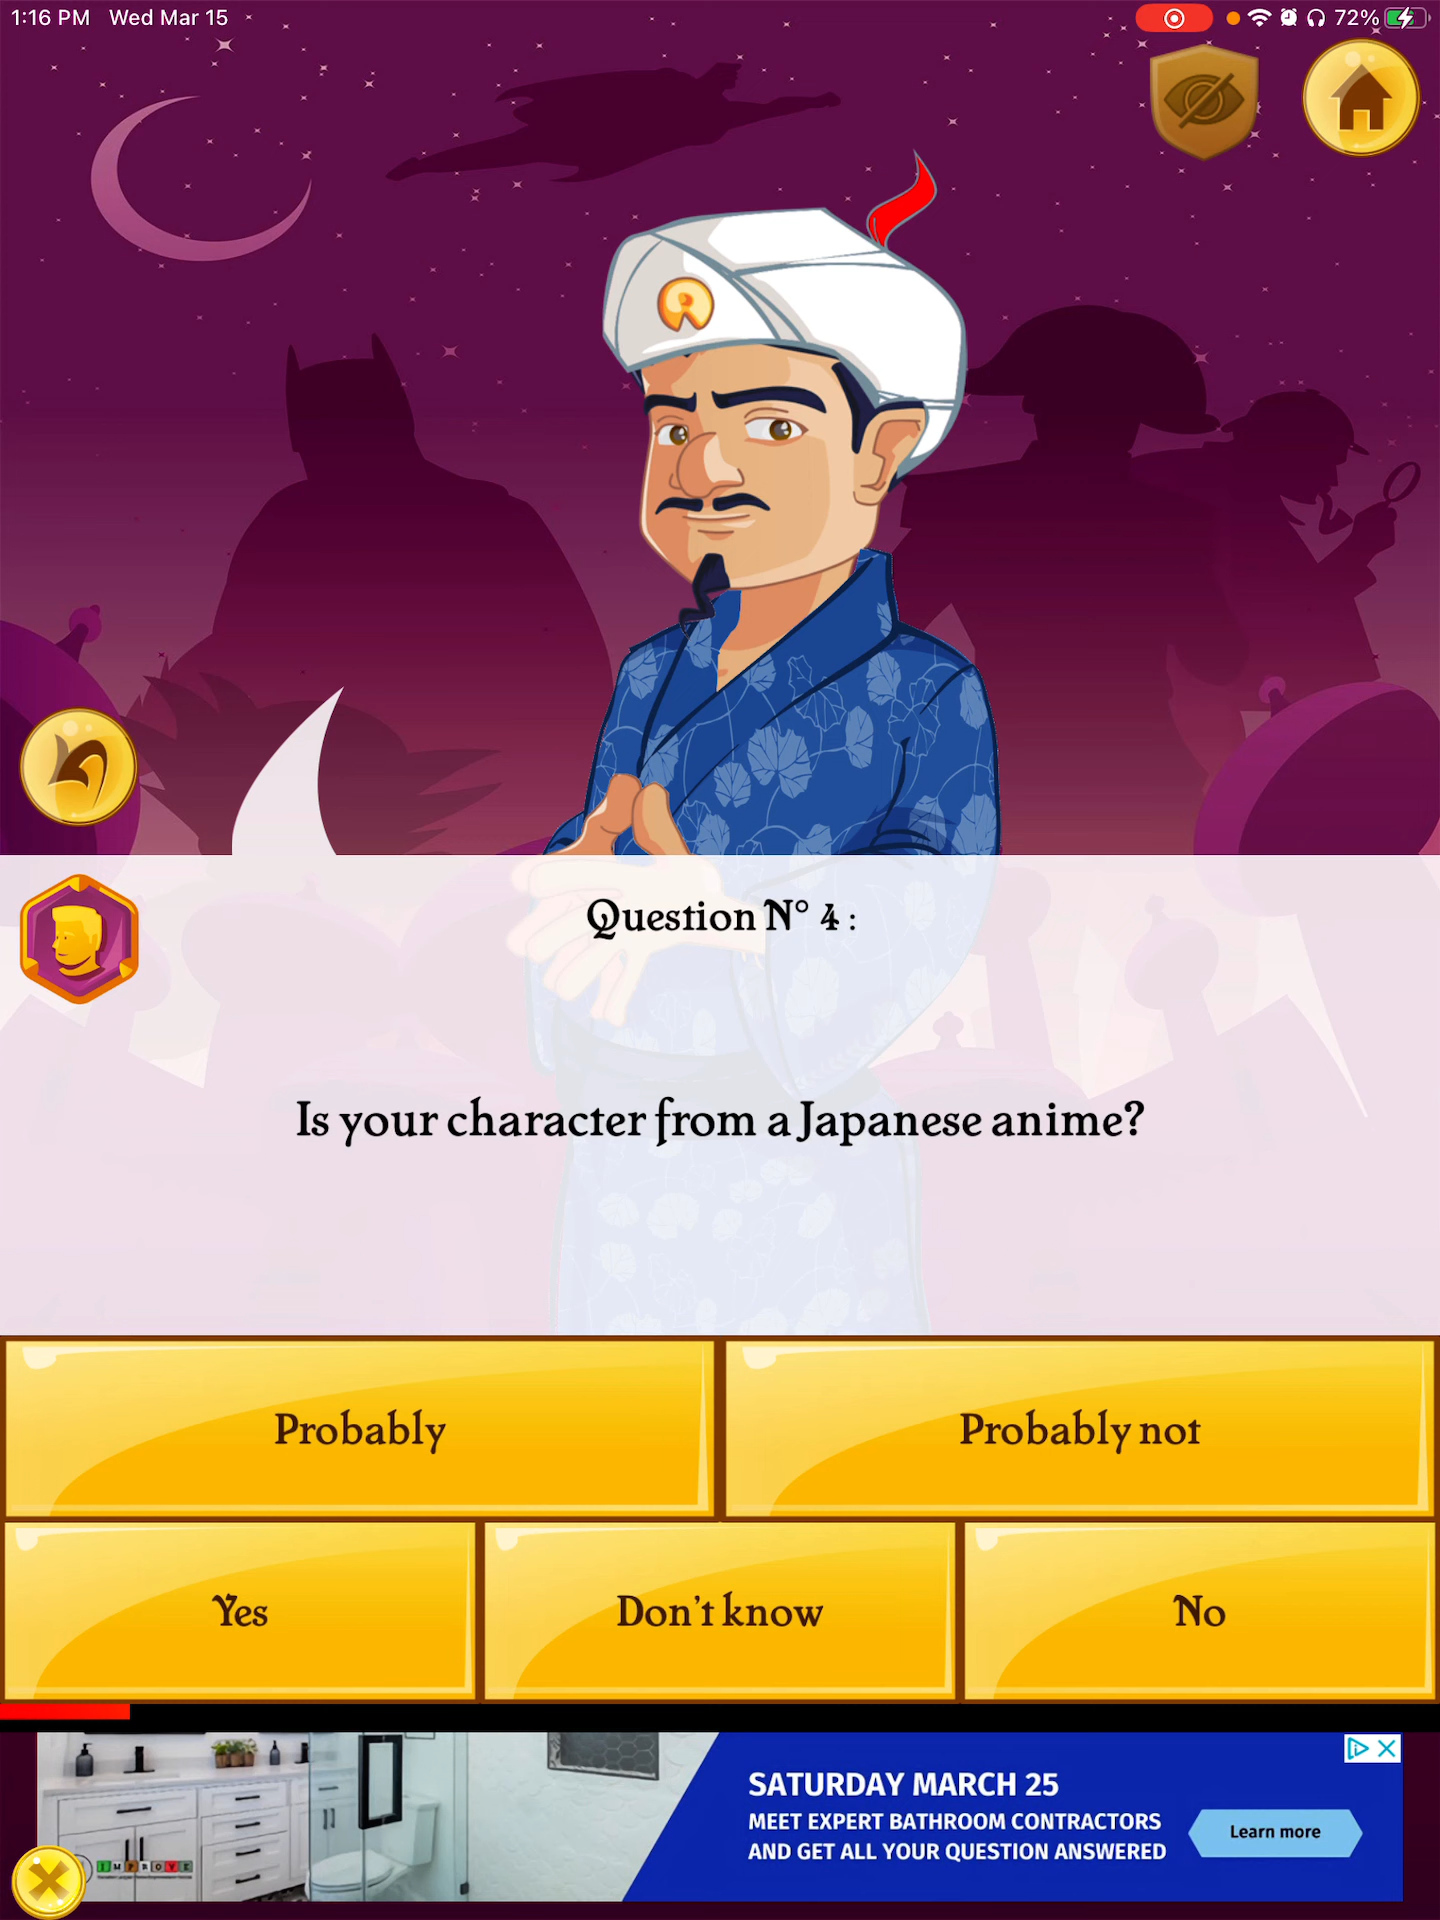 1:16 PM Wed Mar 15
72%
Question N° 4 :
Is your character from a Japanese anime?
Probably
Probably not
Yes
Don't know
No
SATURDAY MARCH 25
MEET EXPERT BATHROOM CONTRACTORS
AND GET ALL YOUR QUESTION ANSWERED
Learn more
IMPROVE